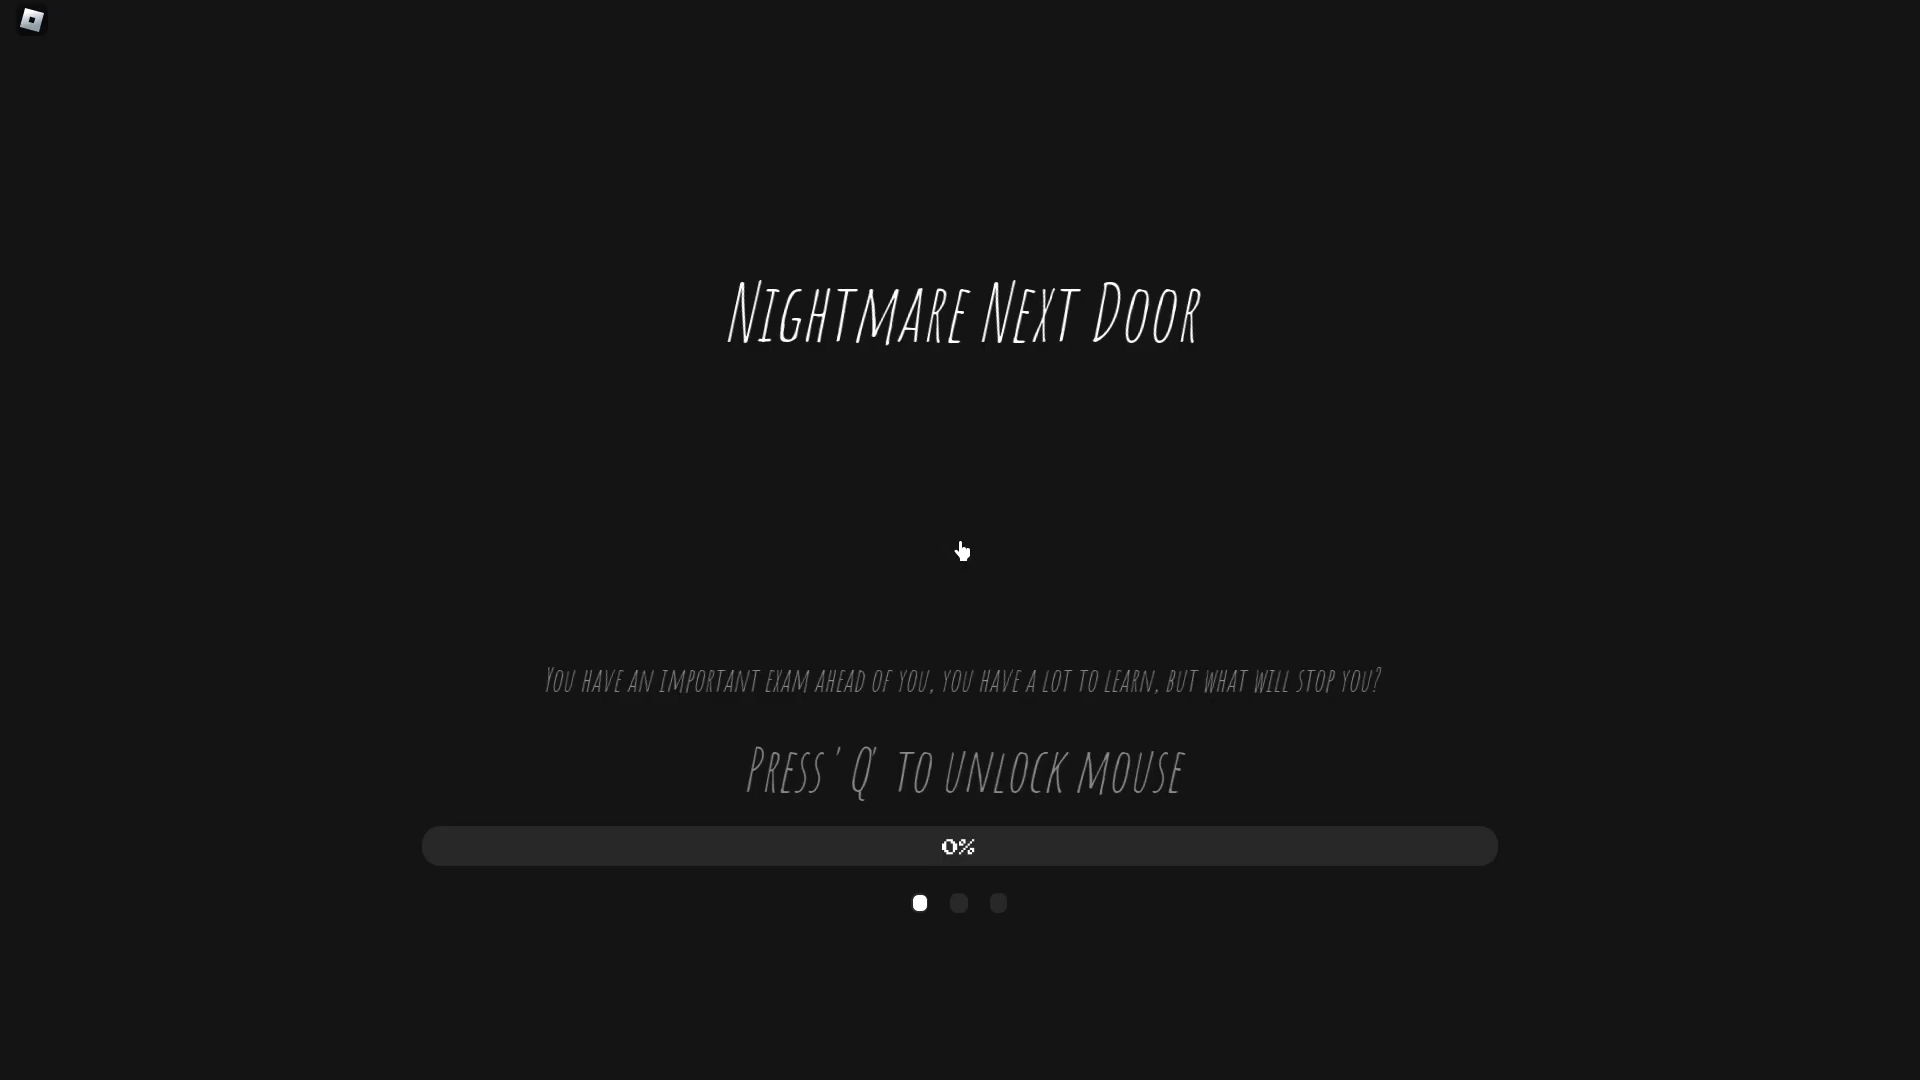 Nightmare Next Door
You have an important exam ahead of you, you have a lot to learn, but what will stop you?
Press 'Q' to unlock mouse
0%